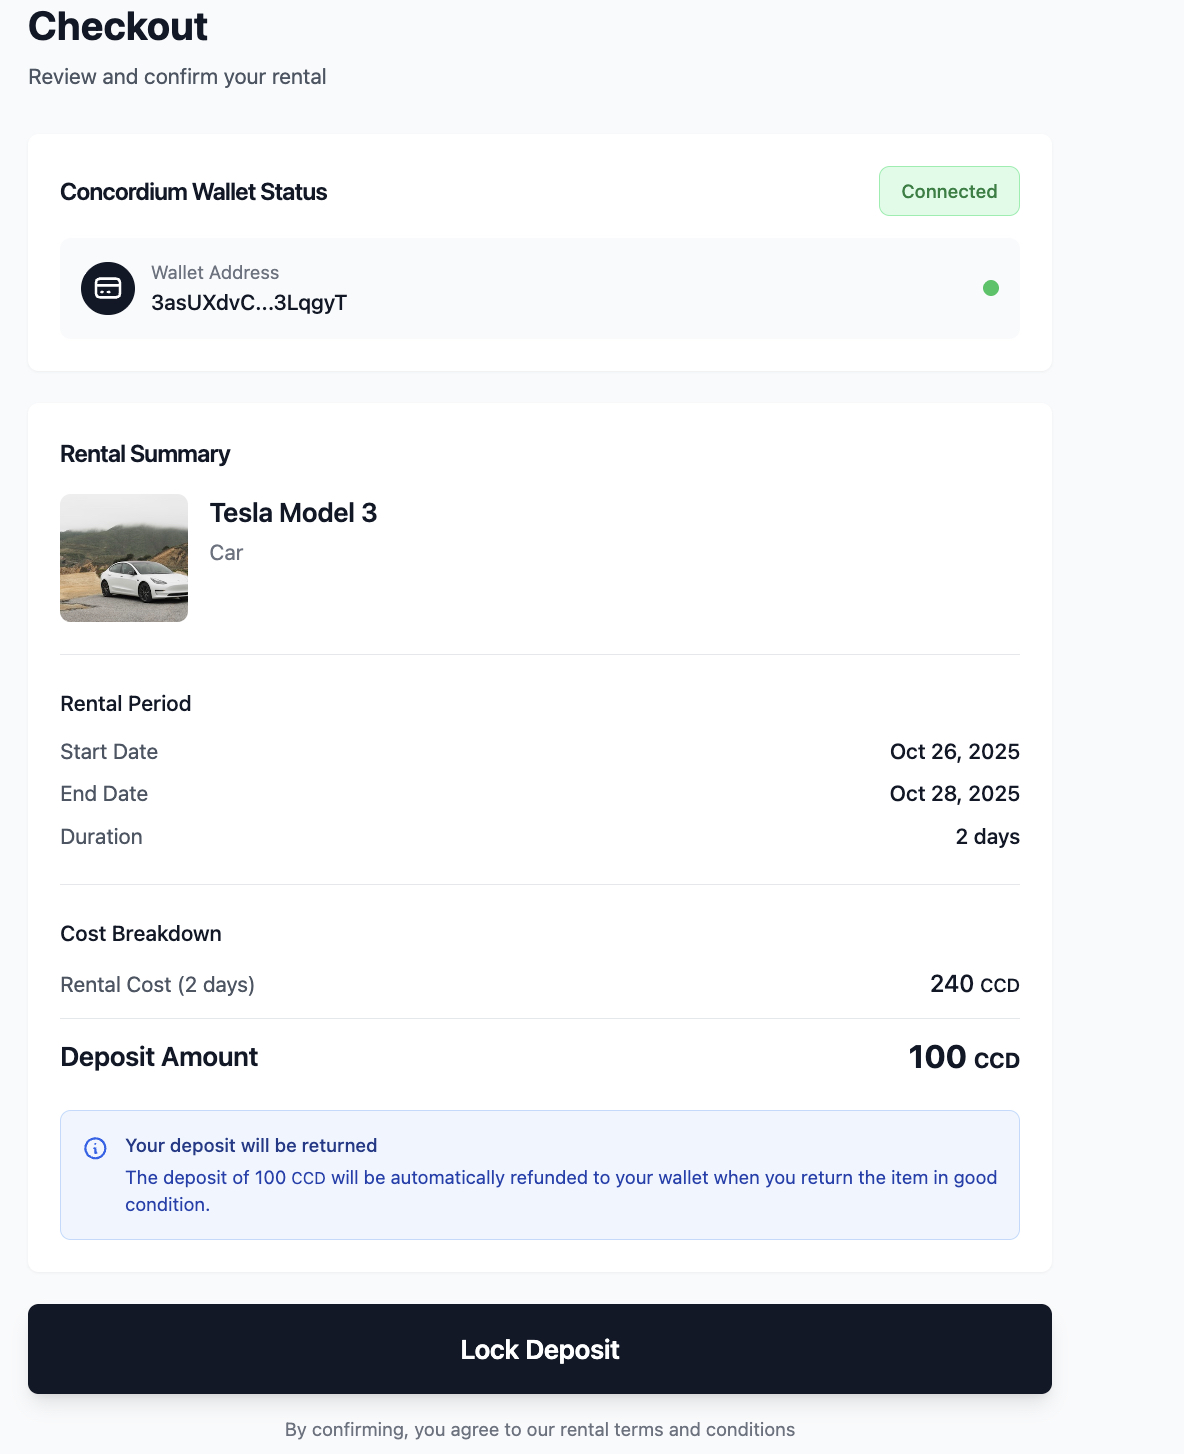 Checkout
Review and confirm your rental
Concordium Wallet Status
Connected
Wallet Address
3asUXdvC...3LqgyT
Rental Summary
Tesla Model 3
Car
Rental Period
Start Date Oct 26, 2025
End Date Oct 28, 2025
Duration 2 days
Cost Breakdown
Rental Cost (2 days) 240 CCD
Deposit Amount 100 CCD
Your deposit will be returned
The deposit of 100 CCD will be automatically refunded to your wallet when you return the item in good
condition.
Lock Deposit
By confirming, you agree to our rental terms and conditions